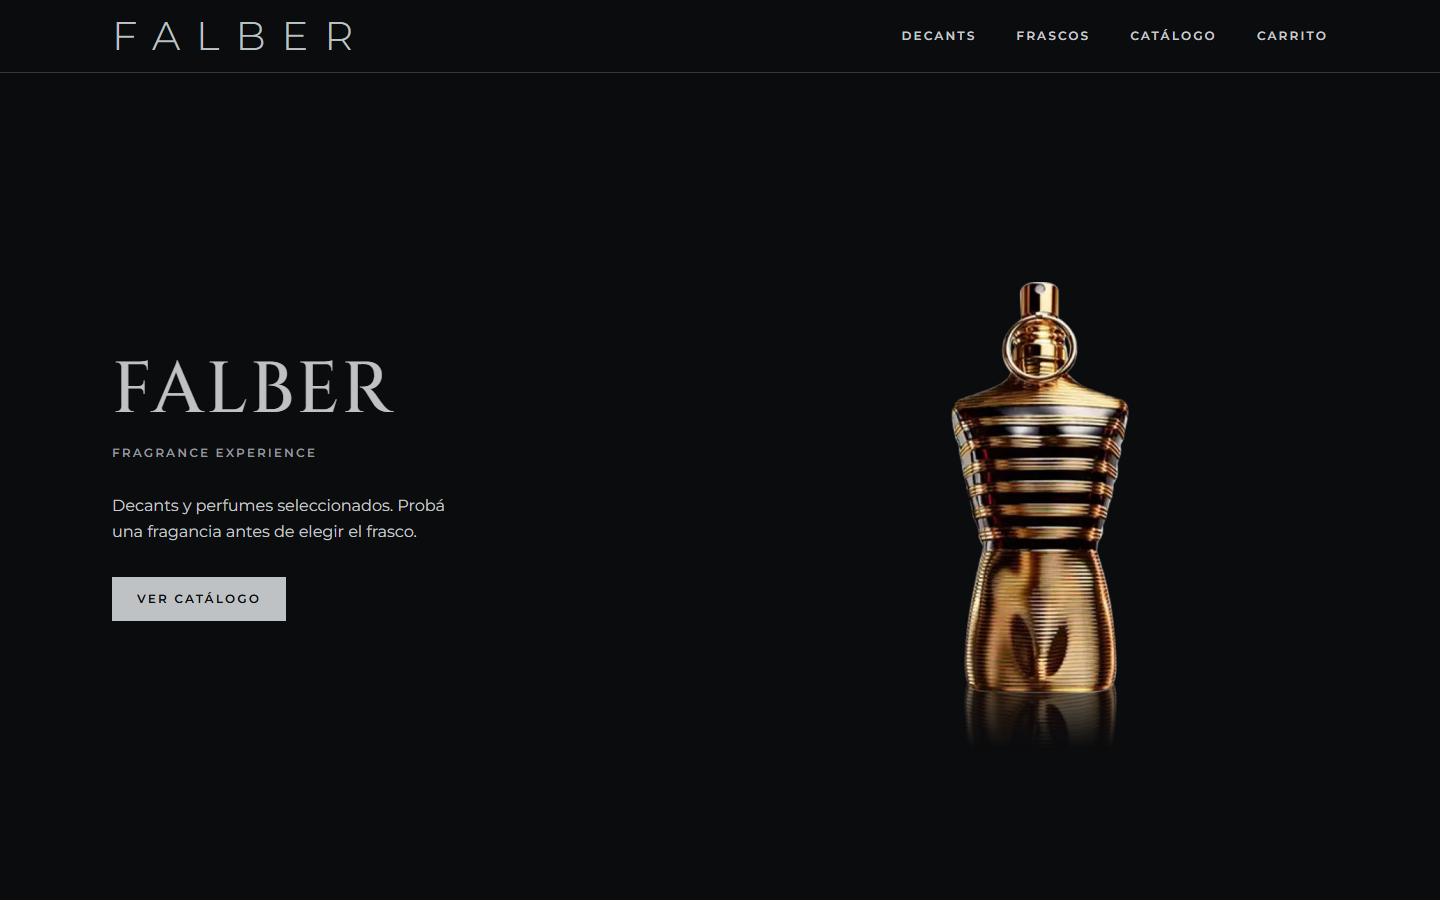 FALBER
DECANTS FRASCOS CATÁLOGO CARRITO
FALBER
FRAGRANCE EXPERIENCE
Decants y perfumes seleccionados. Probá
una fragancia antes de elegir el frasco.
VER CATÁLOGO